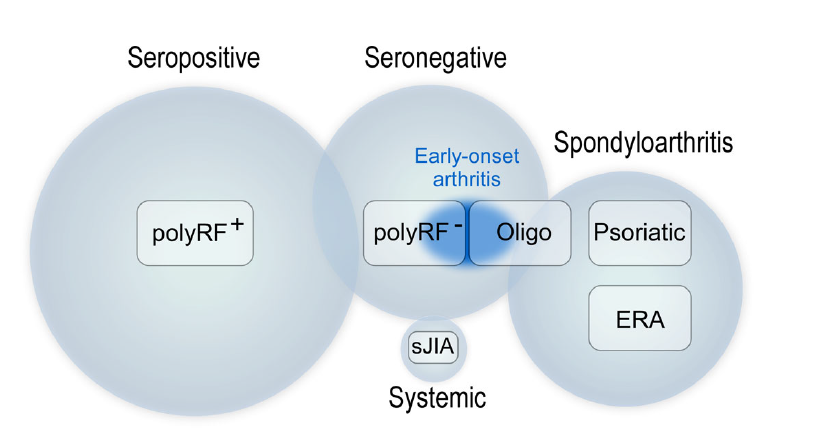 Seropositive
Seronegative
Spondyloarthritis
Early-onset
arthritis
polyRF+
polyRF-
Oligo
Psoriatic
ERA
sJIA
Systemic